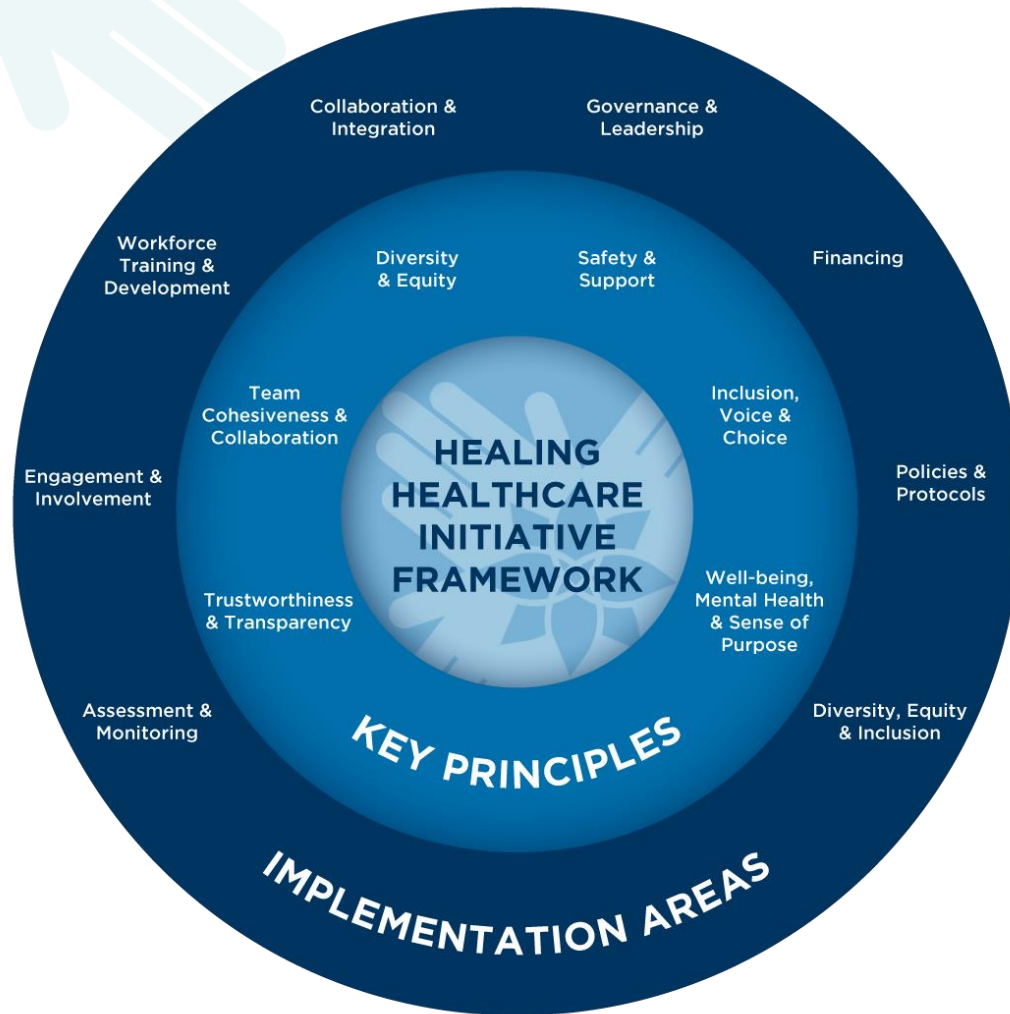 Collaboration &
Integration
Governance &
Leadership
Workforce
Training &
Development
Diversity
& Equity
Safety &
Support
Financing
Team
Cohesiveness &
Collaboration
Inclusion,
Voice &
Choice
Engagement &
Involvement
HEALING
HEALTHCARE
INITIATIVE
FRAMEWORK
Policies &
Protocols
Trustworthiness
& Transparency
Well-being,
Mental Health
& Sense of
Purpose
Assessment &
Monitoring
Diversity, Equity
& Inclusion
KEY PRINCIPLES
IMPLEMENTATION AREAS